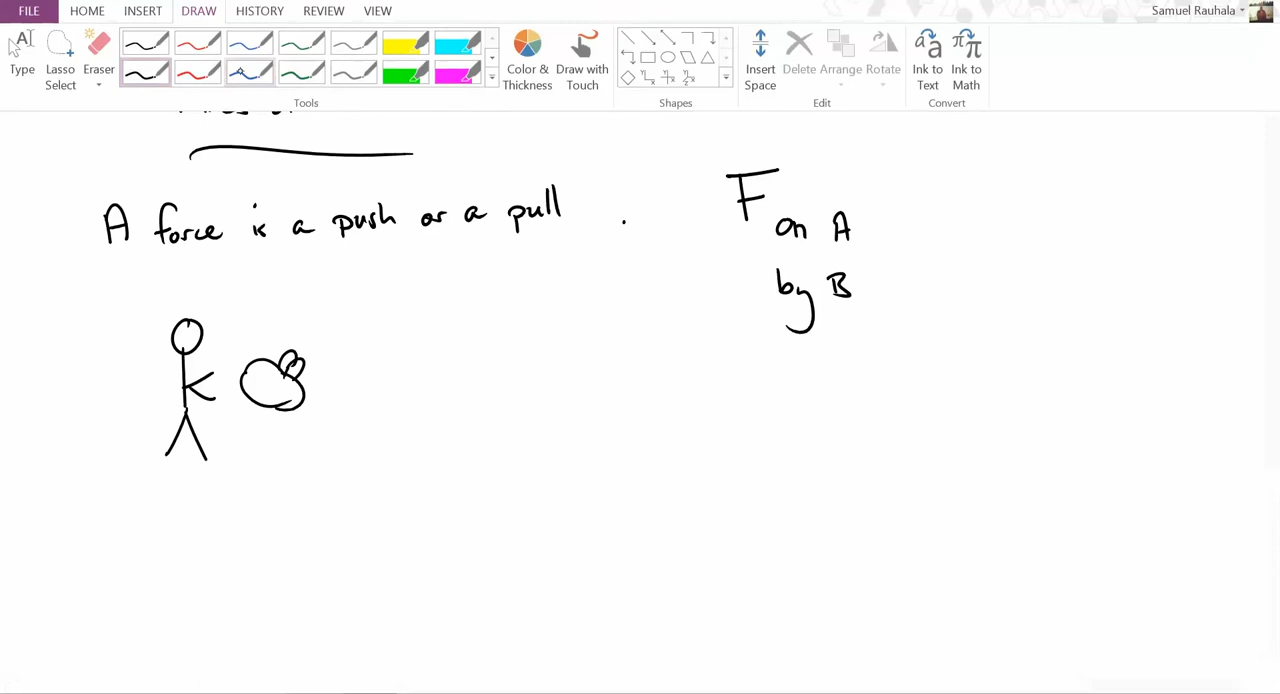 FILE HOME INSERT DRAW HISTORY REVIEW VIEW Samuel Rauhala
Type Lasso Select Eraser Color & Thickness Draw with Touch Insert Space Delete Arrange Rotate Ink to Text Ink to Math
Tools Shapes Edit Convert
A force is a push or a pull . F on A
by B